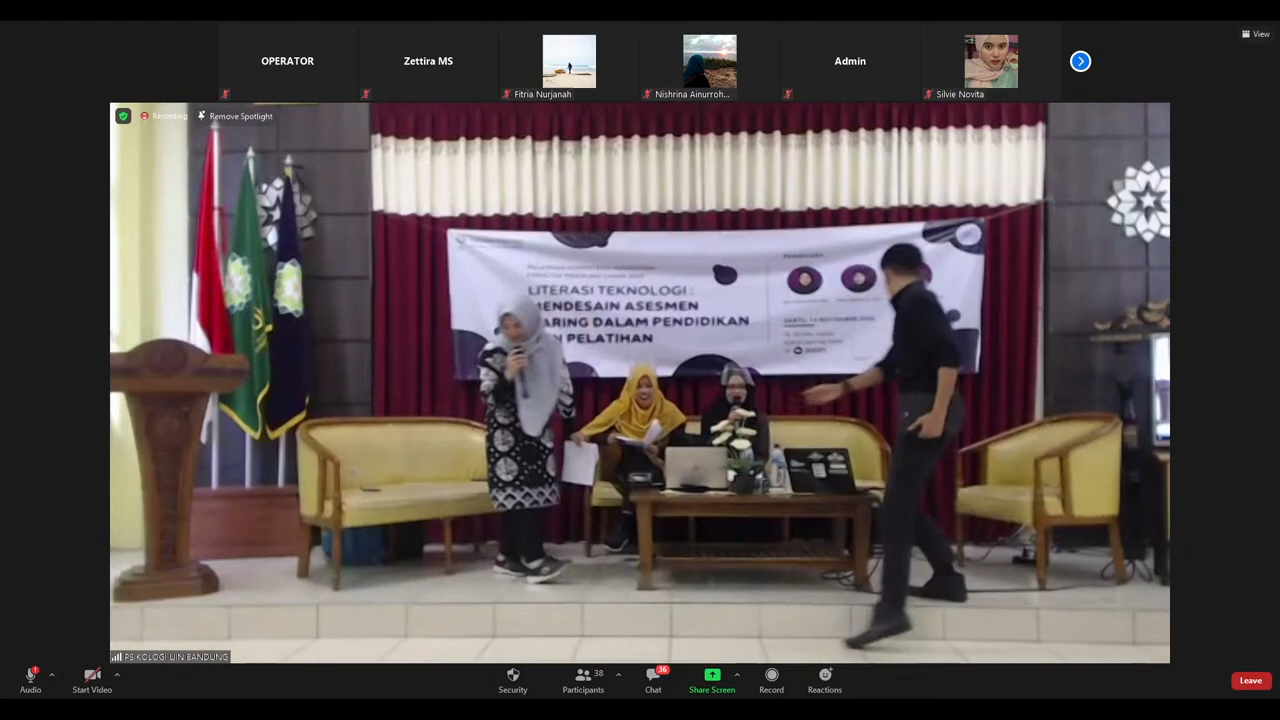 View
OPERATOR
Zettira MS
Admin
Fitria Nurjanah
Nishrina Ainurroh...
Silvie Novita
Recording
Remove Spotlight
LITERASI TEKNOLOGI :
MENDESAIN ASESMEN
DARING DALAM PENDIDIKAN
PELATIHAN
PSIKOLOGI UIN BANDUNG
Audio
Start Video
Security
Participants
38
Chat
36
Share Screen
Record
Reactions
Leave